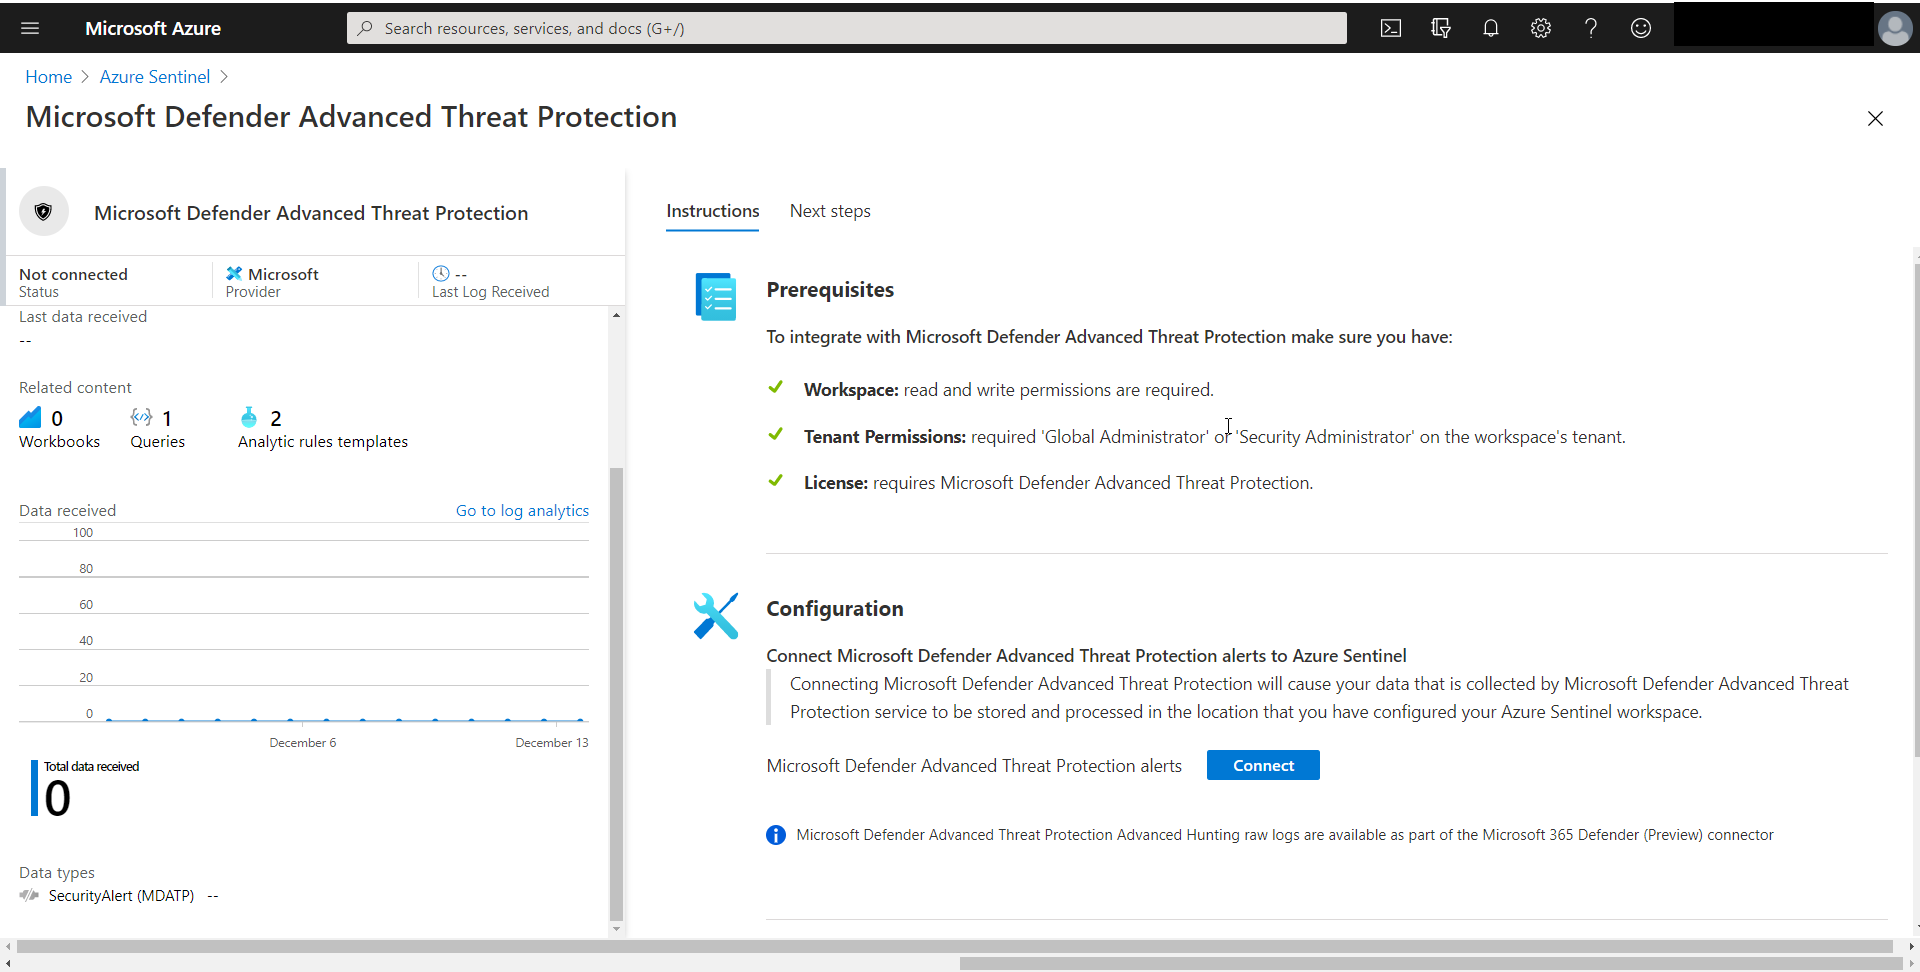 Microsoft Azure
Search resources, services, and docs (G+/)
Home > Azure Sentinel >
Microsoft Defender Advanced Threat Protection
Microsoft Defender Advanced Threat Protection
Not connected
Status
Microsoft
Provider
--
Last Log Received
Last data received
--
Related content
0
Workbooks
1
Queries
2
Analytic rules templates
Data received
Go to log analytics
100
80
60
40
20
0
December 6
December 13
Total data received
0
Data types
SecurityAlert (MDATP) --
Instructions
Next steps
Prerequisites
To integrate with Microsoft Defender Advanced Threat Protection make sure you have:
Workspace: read and write permissions are required.
Tenant Permissions: required 'Global Administrator' or 'Security Administrator' on the workspace's tenant.
License: requires Microsoft Defender Advanced Threat Protection.
Configuration
Connect Microsoft Defender Advanced Threat Protection alerts to Azure Sentinel
Connecting Microsoft Defender Advanced Threat Protection will cause your data that is collected by Microsoft Defender Advanced Threat
Protection service to be stored and processed in the location that you have configured your Azure Sentinel workspace.
Microsoft Defender Advanced Threat Protection alerts
Connect
Microsoft Defender Advanced Threat Protection Advanced Hunting raw logs are available as part of the Microsoft 365 Defender (Preview) connector